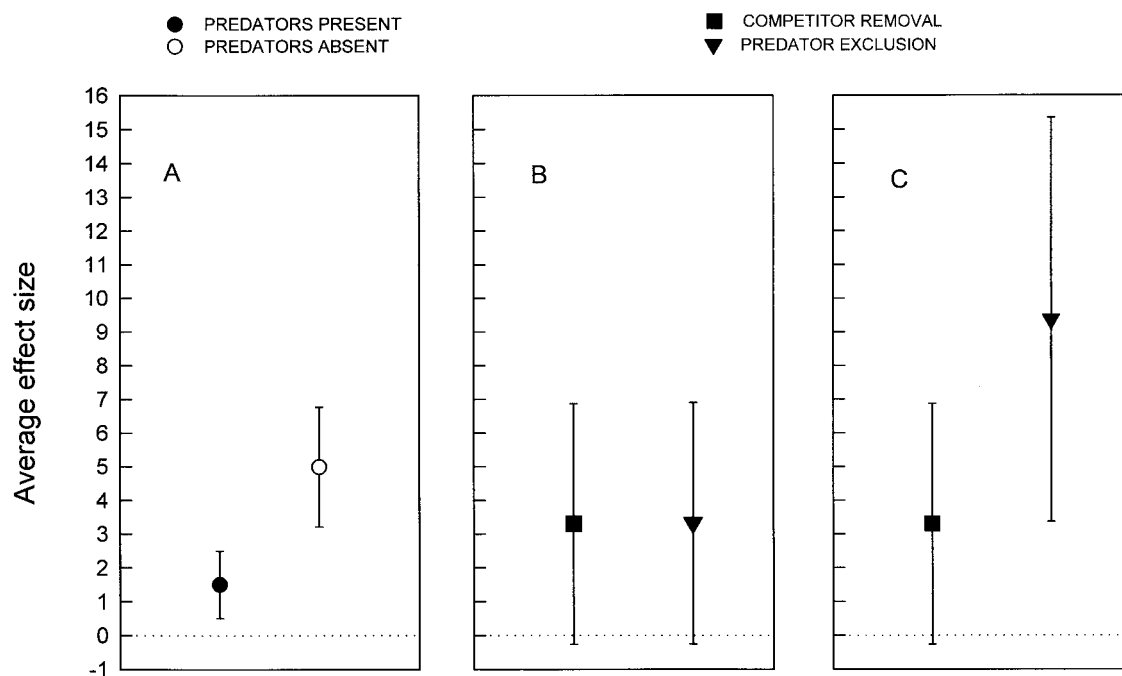 PREDATORS PRESENT
PREDATORS ABSENT
COMPETITOR REMOVAL
PREDATOR EXCLUSION
Average effect size
16
15
14
13
12
11
10
9
8
7
6
5
4
3
2
1
0
-1
A
B
C